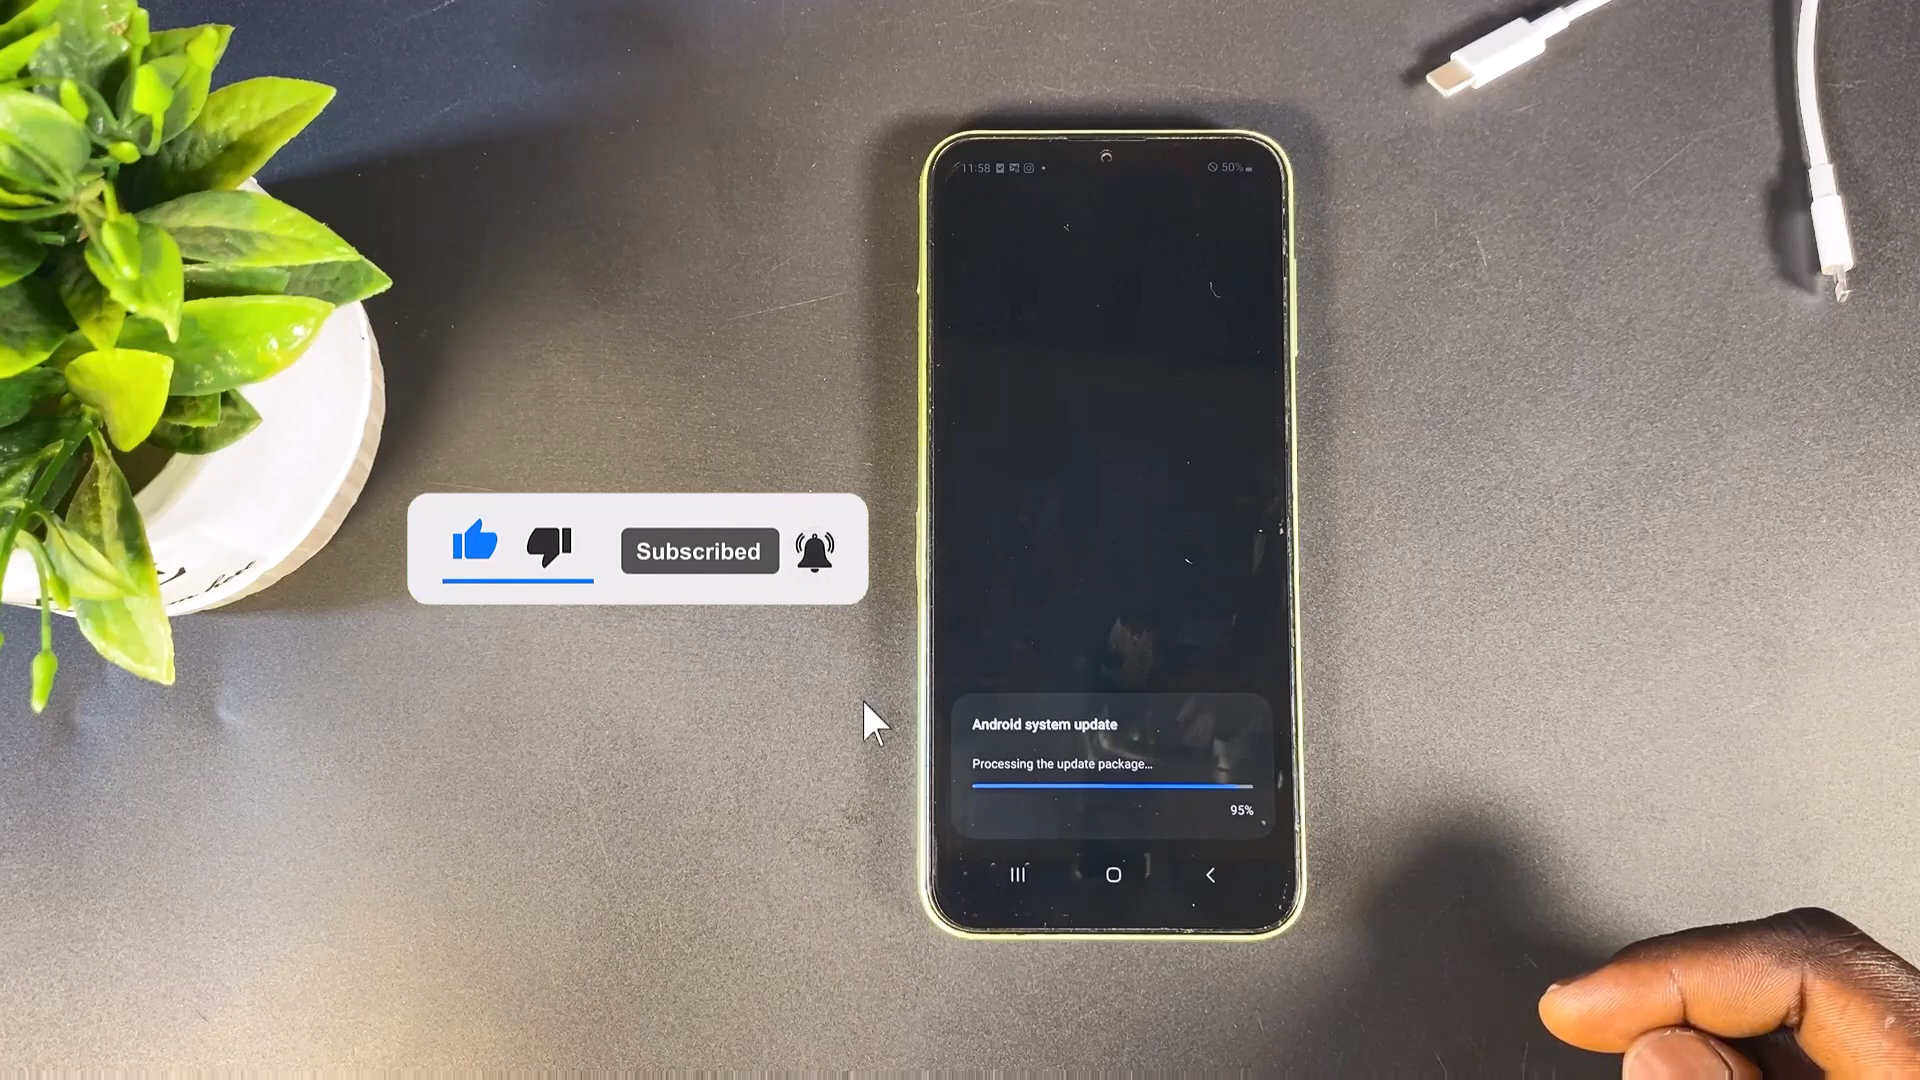 11:58
50%
Subscribed
Android system update
Processing the update package...
95%